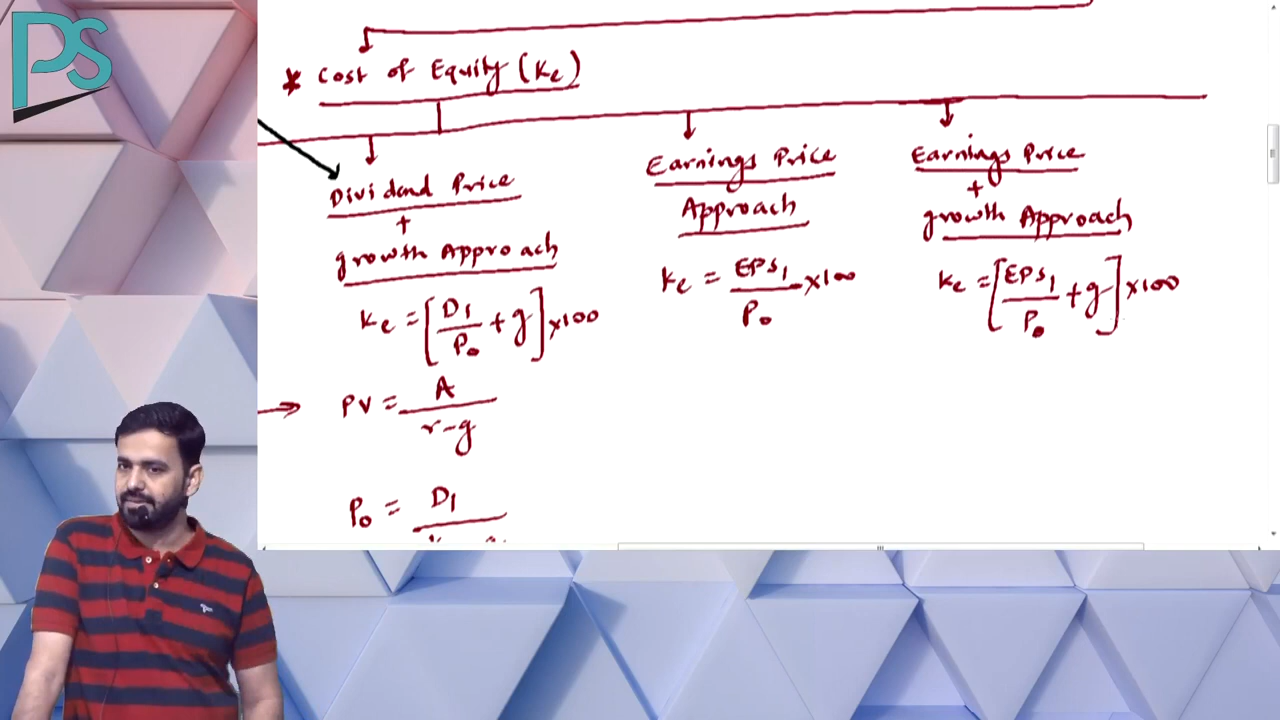 PS
* Cost of Equity (Ke)
Dividend Price
+
growth Approach
Ke = [D1/P0 + g] x100
PV = A/r-g
P0 = D1
Earnings Price
Approach
Ke = EPS1/P0 x100
Earnings Price
+
growth Approach
Ke = [EPS1/P0 + g] x100